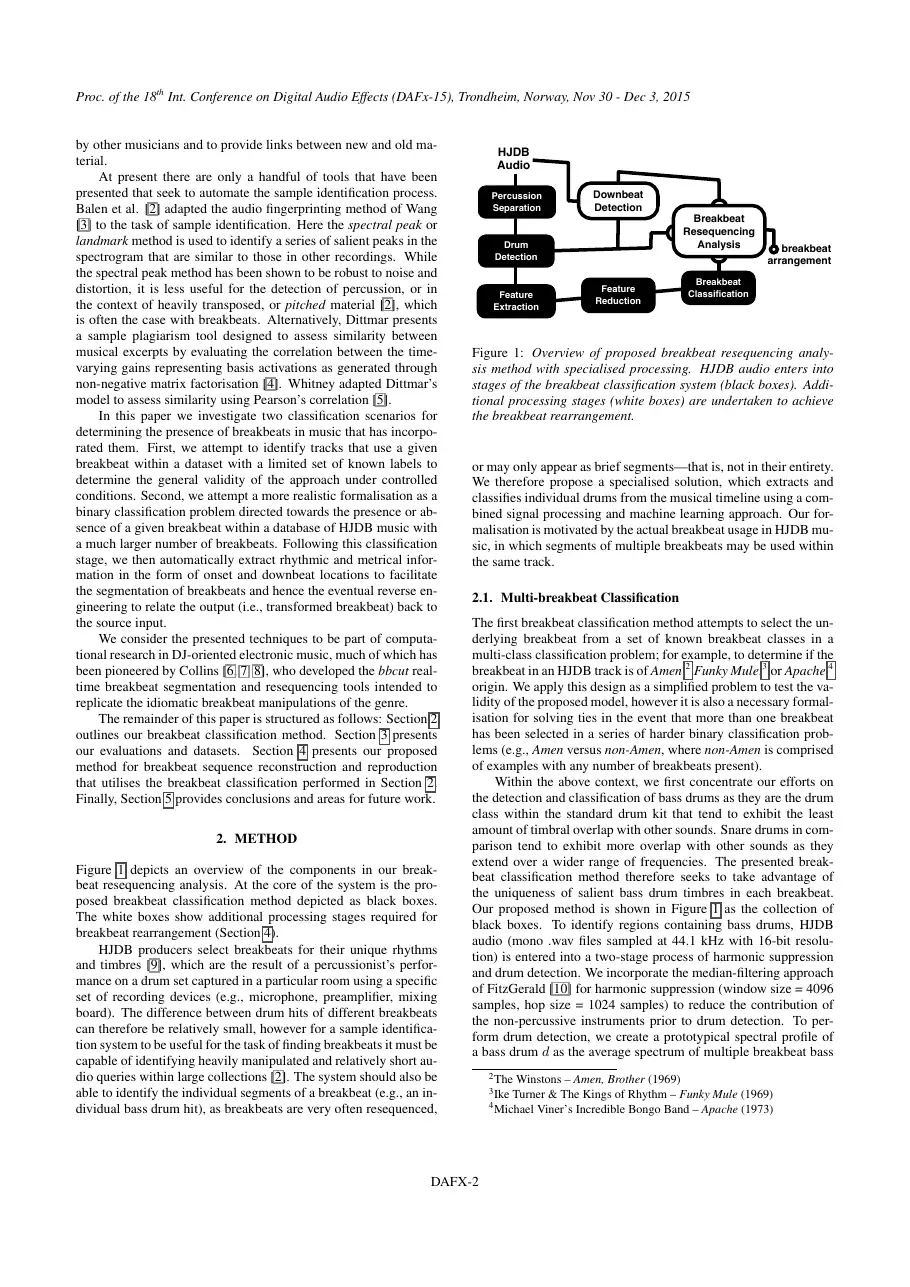 Proc. of the 18th Int. Conference on Digital Audio Effects (DAFx-15), Trondheim, Norway, Nov 30 - Dec 3, 2015
by other musicians and to provide links between new and old ma-
terial.
At present there are only a handful of tools that have been
presented that seek to automate the sample identification process.
Balen et al. [2] adapted the audio fingerprinting method of Wang
[3] to the task of sample identification. Here the spectral peak or
landmark method is used to identify a series of salient peaks in the
spectrogram that are similar to those in other recordings. While
the spectral peak method has been shown to be robust to noise and
distortion, it is less useful for the detection of percussion, or in
the context of heavily transposed, or pitched material [2], which
is often the case with breakbeats. Alternatively, Dittmar presents
a sample plagiarism tool designed to assess similarity between
musical excerpts by evaluating the correlation between the time-
varying gains representing basis activations as generated through
non-negative matrix factorisation [4]. Whitney adapted Dittmar's
model to assess similarity using Pearson's correlation [5].
In this paper we investigate two classification scenarios for
determining the presence of breakbeats in music that has incorpo-
rated them. First, we attempt to identify tracks that use a given
breakbeat within a dataset with a limited set of known labels to
determine the general validity of the approach under controlled
conditions. Second, we attempt a more realistic formalisation as a
binary classification problem directed towards the presence or ab-
sence of a given breakbeat within a database of HJDB music with
a much larger number of breakbeats. Following this classification
stage, we then automatically extract rhythmic and metrical infor-
mation in the form of onset and downbeat locations to facilitate
the segmentation of breakbeats and hence the eventual reverse en-
gineering to relate the output (i.e., transformed breakbeat) back to
the source input.
We consider the presented techniques to be part of computa-
tional research in DJ-oriented electronic music, much of which has
been pioneered by Collins [6, 7, 8], who developed the bbcut real-
time breakbeat segmentation and resequencing tools intended to
replicate the idiomatic breakbeat manipulations of the genre.
The remainder of this paper is structured as follows: Section 2
outlines our breakbeat classification method. Section 3 presents
our evaluations and datasets. Section 4 presents our proposed
method for breakbeat sequence reconstruction and reproduction
that utilises the breakbeat classification performed in Section 2.
Finally, Section 5 provides conclusions and areas for future work.
2. METHOD
Figure 1 depicts an overview of the components in our break-
beat resequencing analysis. At the core of the system is the pro-
posed breakbeat classification method depicted as black boxes.
The white boxes show additional processing stages required for
breakbeat rearrangement (Section 4).
HJDB producers select breakbeats for their unique rhythms
and timbres [9], which are the result of a percussionist's perfor-
mance on a drum set captured in a particular room using a specific
set of recording devices (e.g., microphone, preamplifier, mixing
board). The difference between drum hits of different breakbeats
can therefore be relatively small, however for a sample identifica-
tion system to be useful for the task of finding breakbeats it must be
capable of identifying heavily manipulated and relatively short au-
dio queries within large collections [2]. The system should also be
able to identify the individual segments of a breakbeat (e.g., an in-
dividual bass drum hit), as breakbeats are very often resequenced,
HJDB
Audio
Percussion
Separation
Drum
Detection
Feature
Extraction
Feature
Reduction
Breakbeat
Classification
Downbeat
Detection
Breakbeat
Resequencing
Analysis
breakbeat
arrangement
Figure 1: Overview of proposed breakbeat resequencing analy-
sis method with specialised processing. HJDB audio enters into
stages of the breakbeat classification system (black boxes). Addi-
tional processing stages (white boxes) are undertaken to achieve
the breakbeat rearrangement.
or may only appear as brief segments—that is, not in their entirety.
We therefore propose a specialised solution, which extracts and
classifies individual drums from the musical timeline using a com-
bined signal processing and machine learning approach. Our for-
malisation is motivated by the actual breakbeat usage in HJDB mu-
sic, in which segments of multiple breakbeats may be used within
the same track.
2.1. Multi-breakbeat Classification
The first breakbeat classification method attempts to select the un-
derlying breakbeat from a set of known breakbeat classes in a
multi-class classification problem; for example, to determine if the
breakbeat in an HJDB track is of Amen,2 Funky Mule,3 or Apache4
origin. We apply this design as a simplified problem to test the va-
lidity of the proposed model, however it is also a necessary formal-
isation for solving ties in the event that more than one breakbeat
has been selected in a series of harder binary classification prob-
lems (e.g., Amen versus non-Amen, where non-Amen is comprised
of examples with any number of breakbeats present).
Within the above context, we first concentrate our efforts on
the detection and classification of bass drums as they are the drum
class within the standard drum kit that tend to exhibit the least
amount of timbral overlap with other sounds. Snare drums in com-
parison tend to exhibit more overlap with other sounds as they
extend over a wider range of frequencies. The presented break-
beat classification method therefore seeks to take advantage of
the uniqueness of salient bass drum timbres in each breakbeat.
Our proposed method is shown in Figure 1 as the collection of
black boxes. To identify regions containing bass drums, HJDB
audio (mono .wav files sampled at 44.1 kHz with 16-bit resolu-
tion) is entered into a two-stage process of harmonic suppression
and drum detection. We incorporate the median-filtering approach
of FitzGerald [10] for harmonic suppression (window size = 4096
samples, hop size = 1024 samples) to reduce the contribution of
the non-percussive instruments prior to drum detection. To per-
form drum detection, we create a prototypical spectral profile of
a bass drum d as the average spectrum of multiple breakbeat bass
2The Winstons – Amen, Brother (1969)
3Ike Turner & The Kings of Rhythm – Funky Mule (1969)
4Michael Viner's Incredible Bongo Band – Apache (1973)
DAFX-2